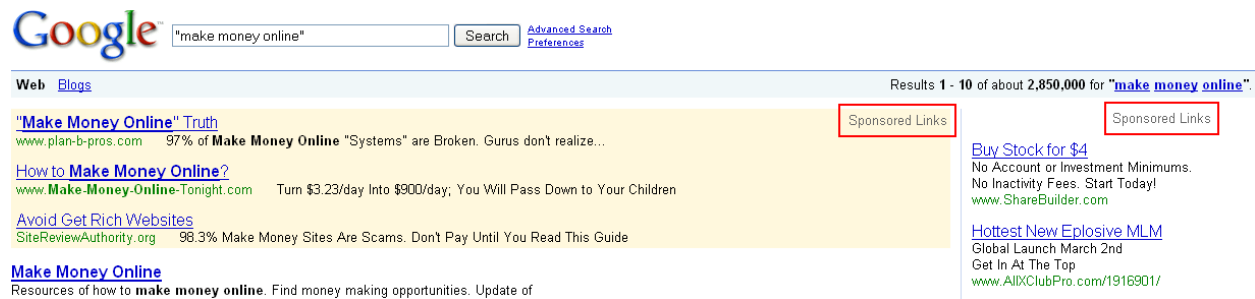 Google "make money online" Search Advanced Search
Preferences
Web Blogs Results 1 - 10 of about 2,850,000 for "make money online".
"Make Money Online" Truth Sponsored Links
www.plan-b-pros.com 97% of Make Money Online "Systems" are Broken. Gurus don't realize...
How to Make Money Online?
www.Make-Money-Online-Tonight.com Turn $3.23/day Into $900/day; You Will Pass Down to Your Children
Avoid Get Rich Websites
SiteReviewAuthority.org 98.3% Make Money Sites Are Scams. Don't Pay Until You Read This Guide
Make Money Online
Resources of how to make money online. Find money making opportunities. Update of
Sponsored Links
Buy Stock for $4
No Account or Investment Minimums.
No Inactivity Fees. Start Today!
www.ShareBuilder.com
Hottest New Eplosive MLM
Global Launch March 2nd
Get In At The Top
www.AllXClubPro.com/1916901/